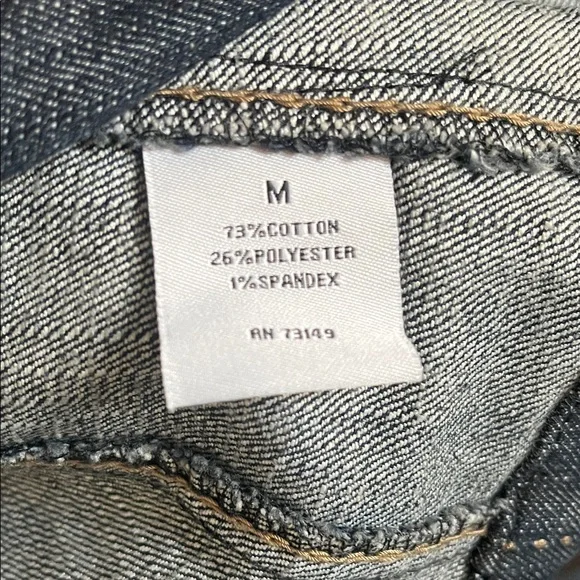 M
73%COTTON
26%POLYESTER
1%SPANDEX
RN 73149